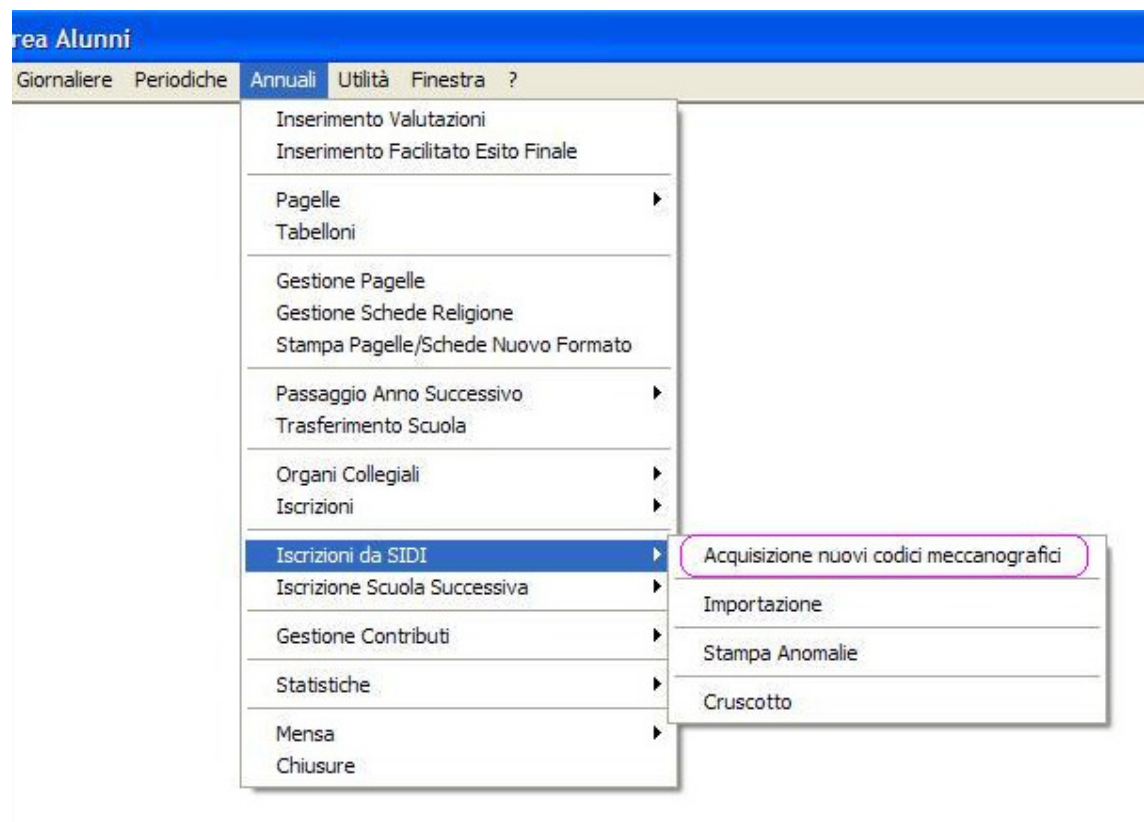 rea Alunni
Giornaliere Periodiche Annuali Utilità Finestra ?
Inserimento Valutazioni
Inserimento Facilitato Esito Finale
Pagelle
Tabelloni
Gestione Pagelle
Gestione Schede Religione
Stampa Pagelle/Schede Nuovo Formato
Passaggio Anno Successivo
Trasferimento Scuola
Organi Collegiali
Iscrizioni
Iscrizioni da SIDI
Iscrizione Scuola Successiva
Gestione Contributi
Statistiche
Mensa
Chiusure
Acquisizione nuovi codici meccanografici
Importazione
Stampa Anomalie
Cruscotto